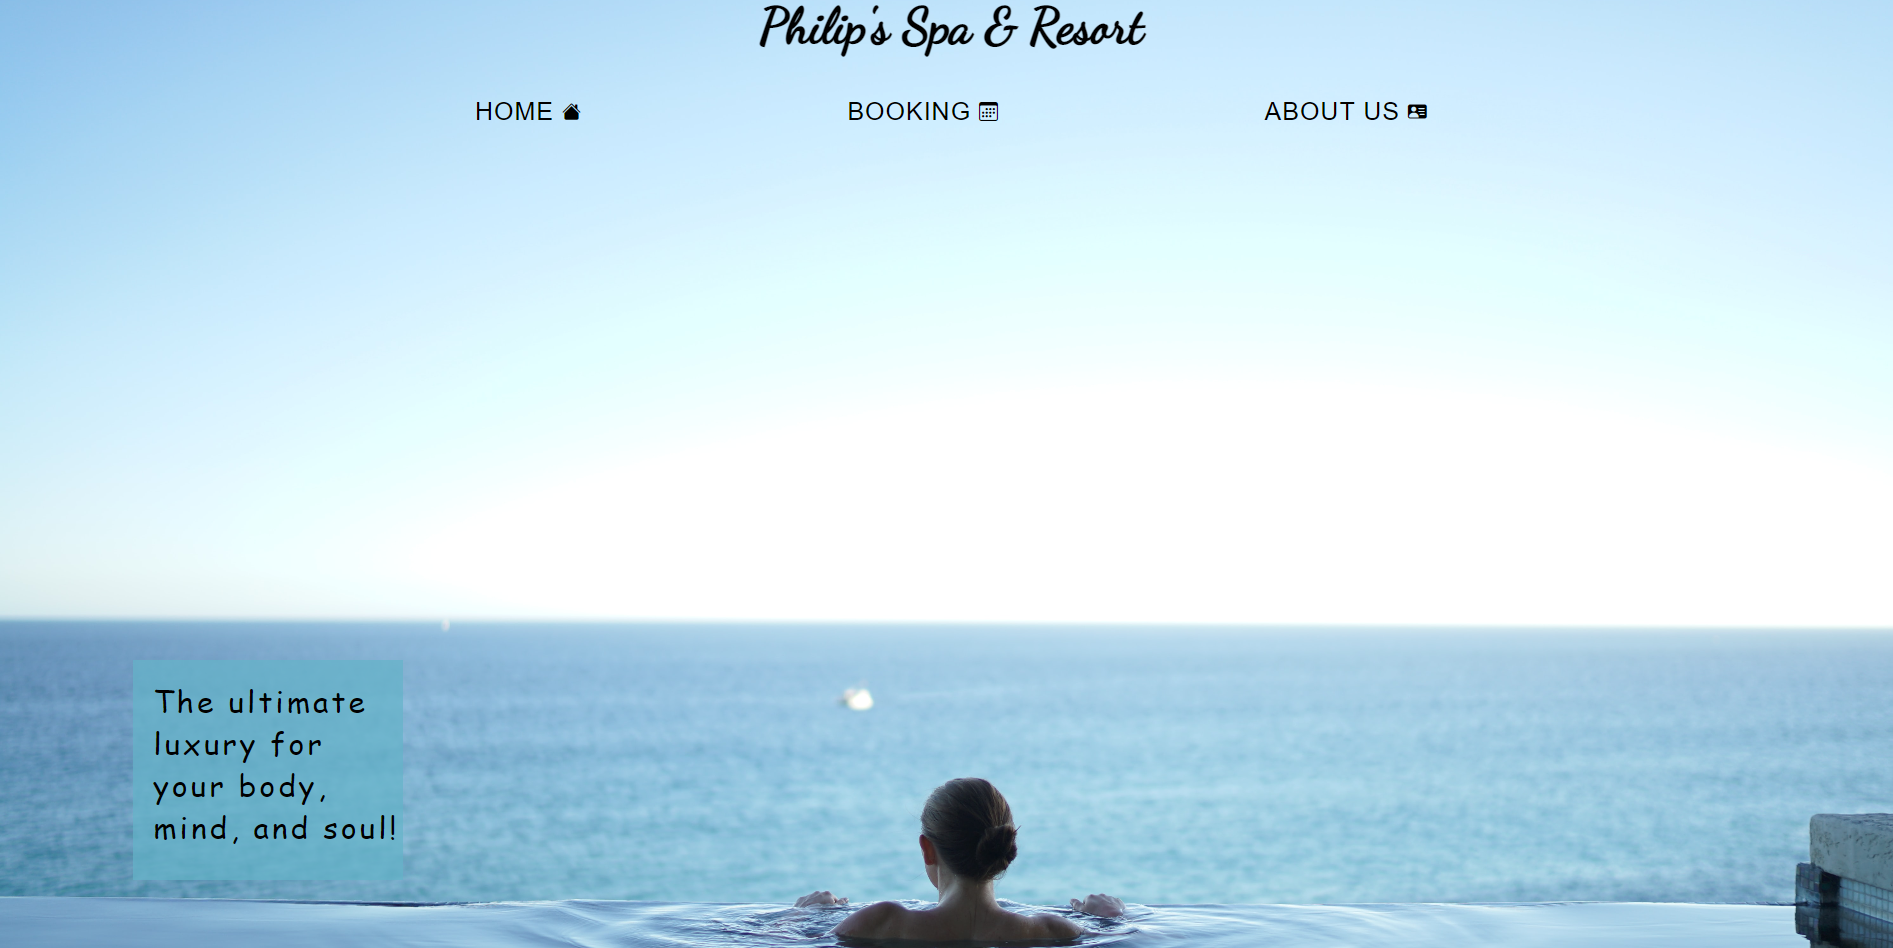 Philip's Spa & Resort
HOME
BOOKING
ABOUT US
The ultimate
luxury for
your body,
mind, and soul!